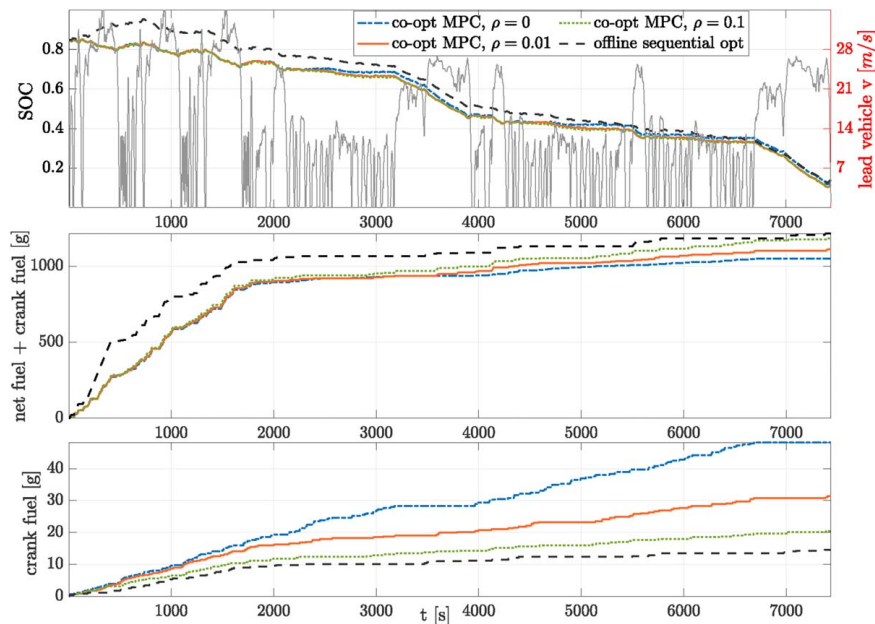 co-opt MPC, ρ = 0
co-opt MPC, ρ = 0.1
co-opt MPC, ρ = 0.01
offline sequential opt
0.8
0.6
0.4
0.2
SOC
28
21
14
7
lead vehicle v [m/s]
1000 2000 3000 4000 5000 6000 7000
1000
500
0
net fuel + crank fuel [g]
1000 2000 3000 4000 5000 6000 7000
40
30
20
10
0
crank fuel [g]
1000 2000 3000 4000 5000 6000 7000
t [s]